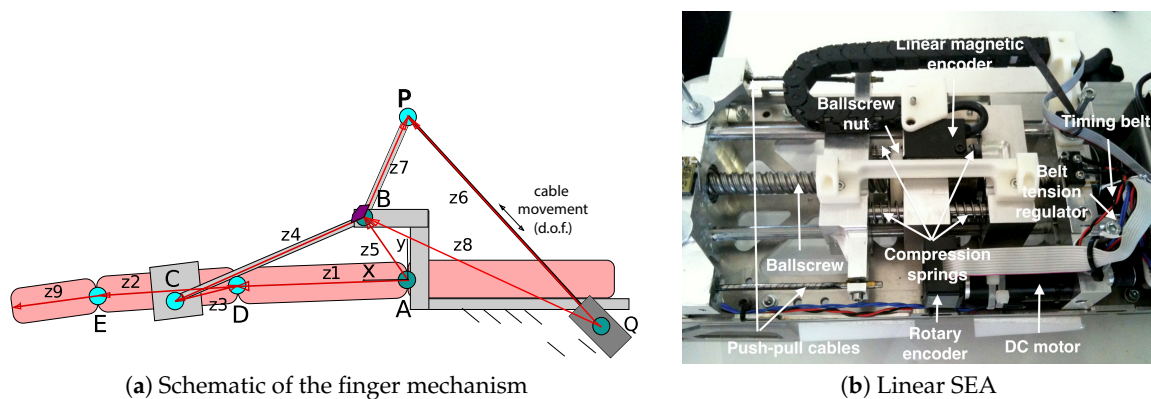 P
z7
z6
cable
movement
(d.o.f.)
B
z4
z5
y
z8
C
z2
z1
x
z9
z3
E
D
A
Q
(a) Schematic of the finger mechanism
Linear magnetic
encoder
Ballscrew
nut
Timing belt
Belt
tension
regulator
Ballscrew
Compression
springs
Push-pull cables
Rotary
encoder
DC motor
(b) Linear SEA